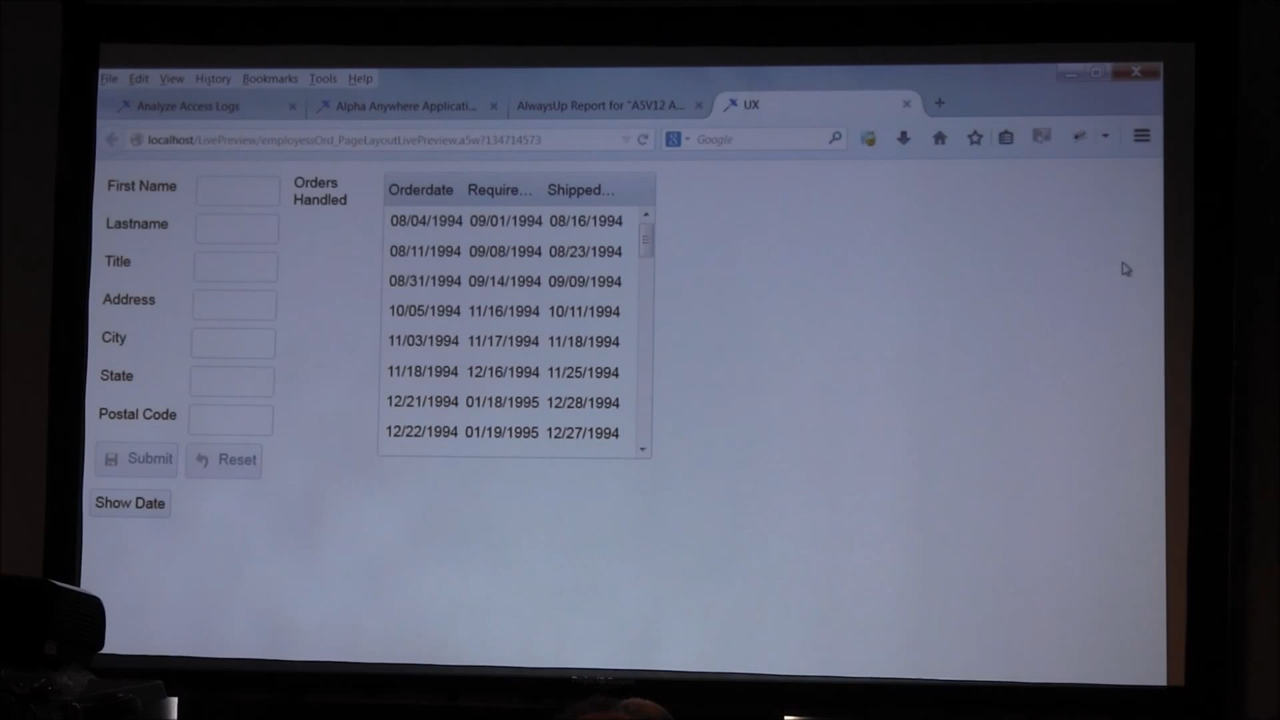 File Edit View History Bookmarks Tools Help
Analyze Access Logs
Alpha Anywhere Applicati...
AlwaysUp Report for "A5V12 A...
UX
localhost/LivePreview/employessOrd_PageLayoutLivePreview.a5w?134714573
Google
First Name
Lastname
Title
Address
City
State
Postal Code
Submit Reset
Show Date
Orders
Handled
Orderdate Require... Shipped...
08/04/1994 09/01/1994 08/16/1994
08/11/1994 09/08/1994 08/23/1994
08/31/1994 09/14/1994 09/09/1994
10/05/1994 11/16/1994 10/11/1994
11/03/1994 11/17/1994 11/18/1994
11/18/1994 12/16/1994 11/25/1994
12/21/1994 01/18/1995 12/28/1994
12/22/1994 01/19/1995 12/27/1994